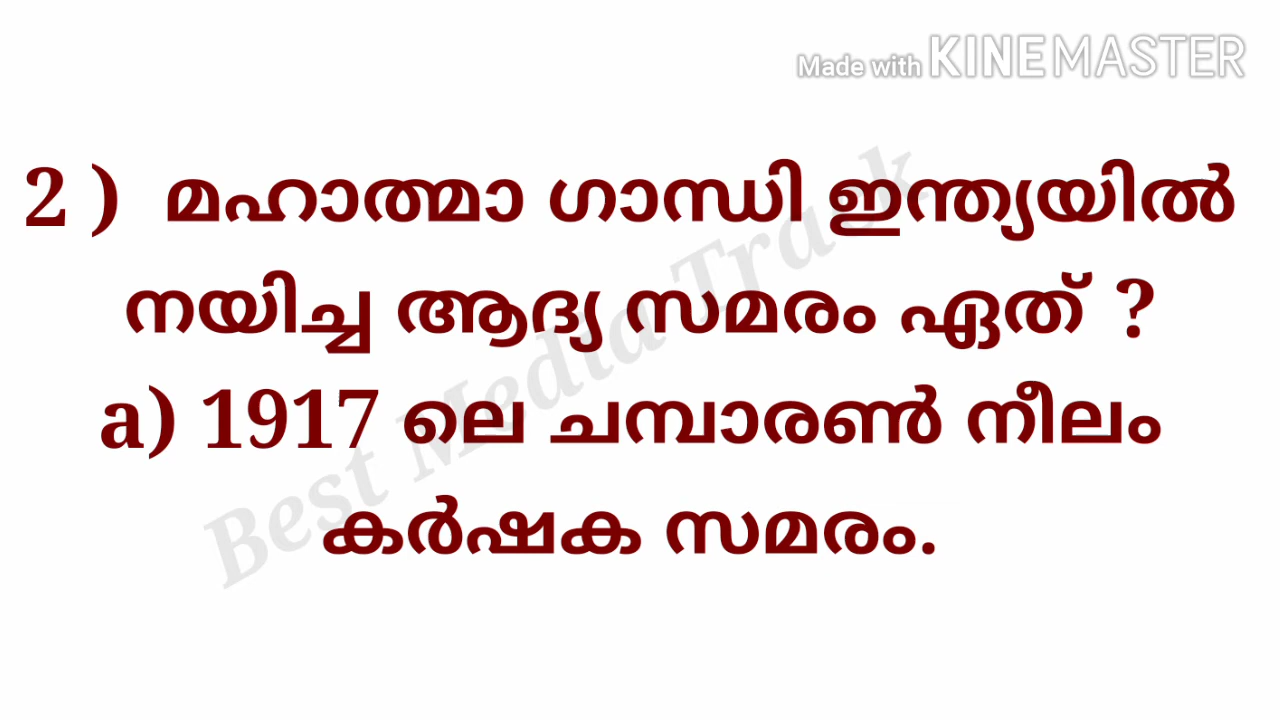 Made with KINEMASTER
2 ) മഹാത്മാ ഗാന്ധി ഇന്ത്യയിൽ
നയിച്ച ആദ്യ സമരം ഏത് ?
a) 1917 ലെ ചമ്പാരൺ നീലം
കർഷക സമരം.
Best Media Track